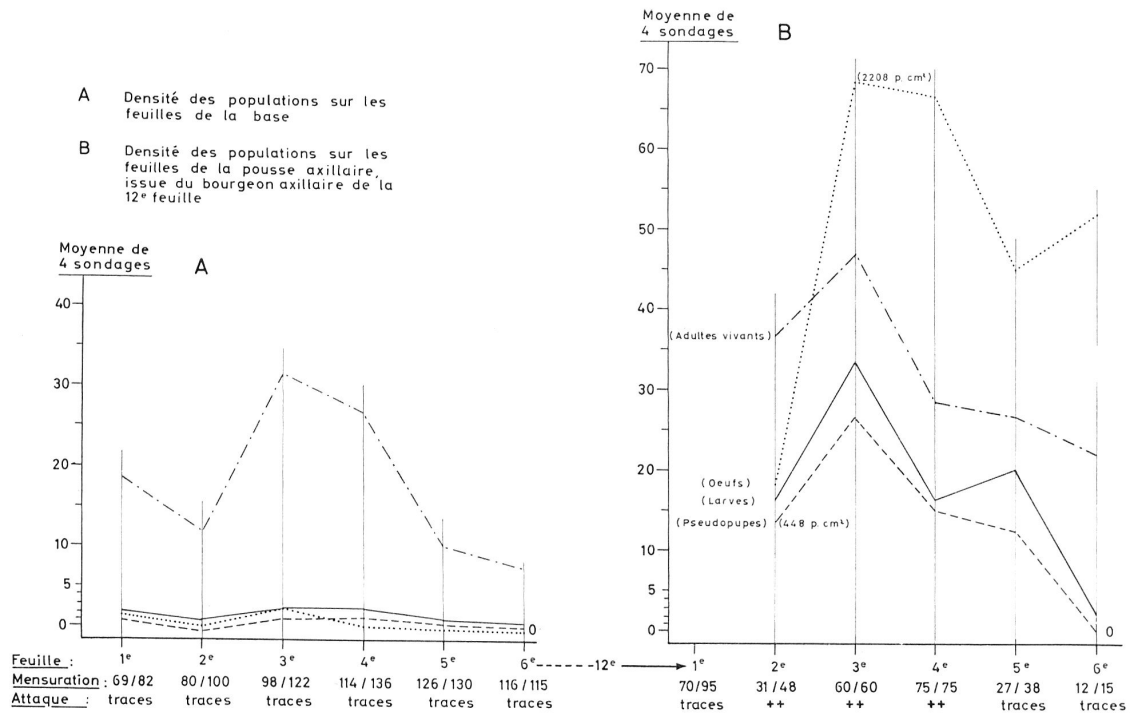 A Densité des populations sur les
feuilles de la base
B Densité des populations sur les
feuilles de la pousse axillaire,
issue du bourgeon axillaire de la
12e feuille
Moyenne de
4 sondages
A
40
30
20
10
5
0
0
Moyenne de
4 sondages
B
70
60
50
40
30
20
10
5
0
(2208 p. cm²)
(Adultes vivants)
(Oeufs)
(Larves)
(Pseudopupes) (448 p. cm²)
0
Feuille : 1e 2e 3e 4e 5e 6e 12e 1e 2e 3e 4e 5e 6e
Mensuration : 69/82 80/100 98/122 114/136 126/130 116/115 70/95 31/48 60/60 75/75 27/38 12/15
Attaque : traces traces traces traces traces traces traces ++ ++ ++ traces traces